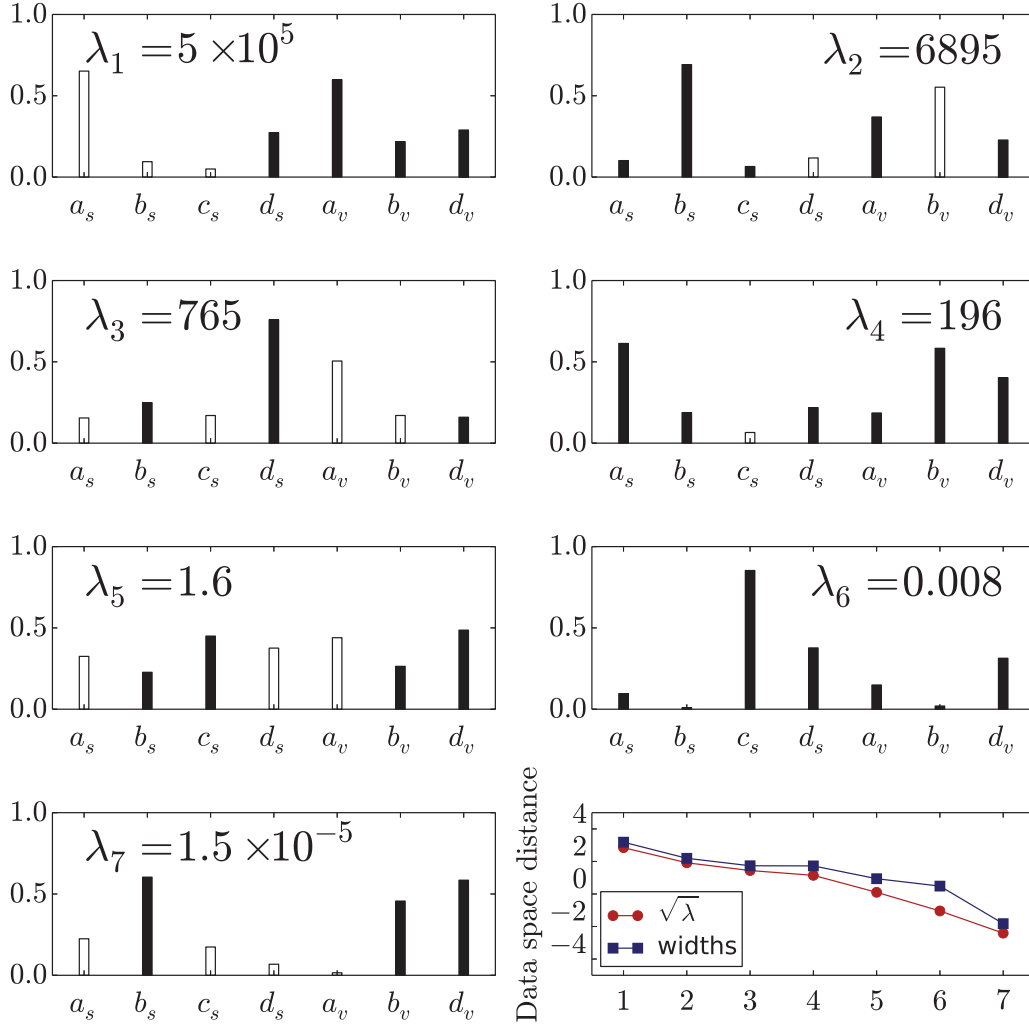 λ₁ = 5 ×10⁵
1.0
0.5
0.0
a_s b_s c_s d_s a_v b_v d_v
λ₂ = 6895
1.0
0.5
0.0
a_s b_s c_s d_s a_v b_v d_v
λ₃ = 765
1.0
0.5
0.0
a_s b_s c_s d_s a_v b_v d_v
λ₄ = 196
1.0
0.5
0.0
a_s b_s c_s d_s a_v b_v d_v
λ₅ = 1.6
1.0
0.5
0.0
a_s b_s c_s d_s a_v b_v d_v
λ₆ = 0.008
1.0
0.5
0.0
a_s b_s c_s d_s a_v b_v d_v
λ₇ = 1.5 ×10⁻⁵
1.0
0.5
0.0
a_s b_s c_s d_s a_v b_v d_v
Data space distance
4
2
0
−2
−4
√λ
widths
1 2 3 4 5 6 7